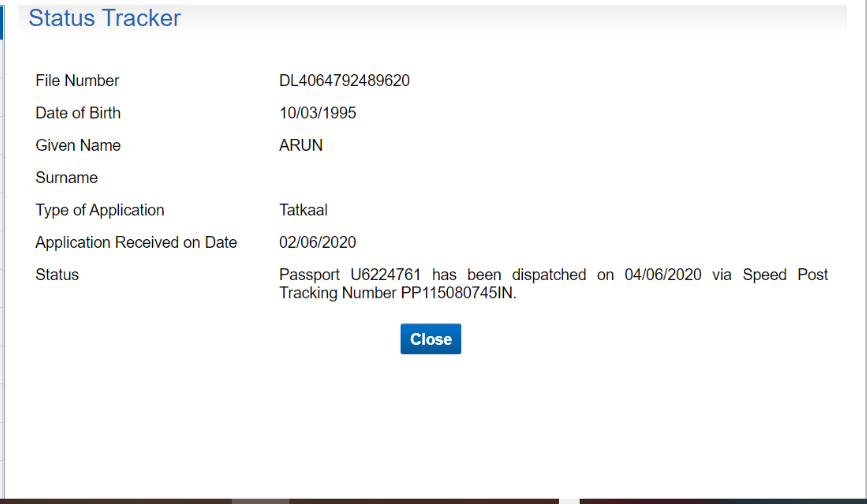 Status Tracker
File Number DL4064792489620
Date of Birth 10/03/1995
Given Name ARUN
Surname
Type of Application Tatkaal
Application Received on Date 02/06/2020
Status Passport U6224761 has been dispatched on 04/06/2020 via Speed Post
Tracking Number PP115080745IN.
Close